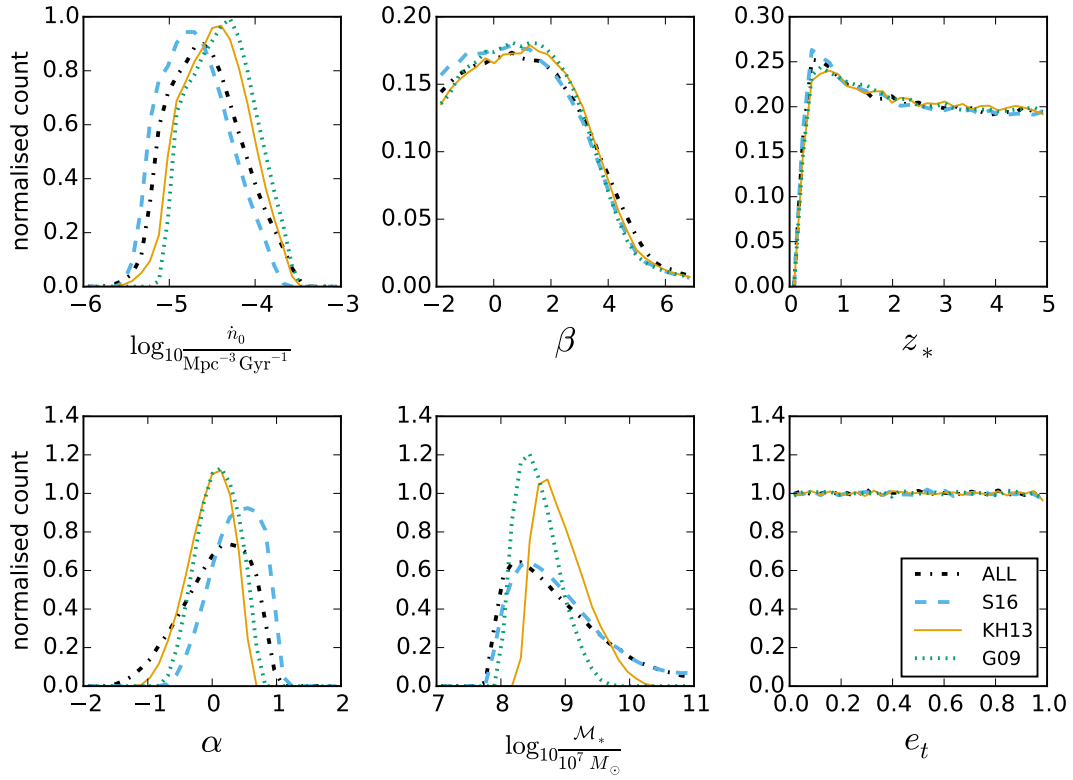 normalised count
1.0
0.8
0.6
0.4
0.2
0.0
−6 −5 −4 −3
log₁₀ ṅ₀ / Mpc⁻³ Gyr⁻¹
0.20
0.15
0.10
0.05
0.00
−2 0 2 4 6
β
0.30
0.25
0.20
0.15
0.10
0.05
0.00
0 1 2 3 4 5
z*
normalised count
1.4
1.2
1.0
0.8
0.6
0.4
0.2
0.0
−2 −1 0 1 2
α
1.4
1.2
1.0
0.8
0.6
0.4
0.2
0.0
7 8 9 10 11
log₁₀ ℳ* / 10⁷ M⊙
1.4
1.2
1.0
0.8
0.6
0.4
0.2
0.0
0.0 0.2 0.4 0.6 0.8 1.0
eₜ
ALL
S16
KH13
G09